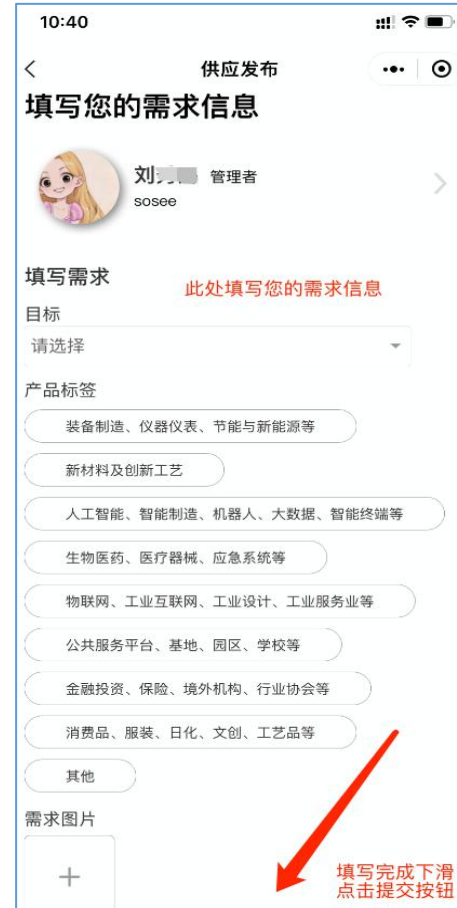 10:40
供应发布
填写您的需求信息
刘 管理者
sosee
填写需求
此处填写您的需求信息
目标
请选择
产品标签
装备制造、仪器仪表、节能与新能源等
新材料及创新工艺
人工智能、智能制造、机器人、大数据、智能终端等
生物医药、医疗器械、应急系统等
物联网、工业互联网、工业设计、工业服务业等
公共服务平台、基地、园区、学校等
金融投资、保险、境外机构、行业协会等
消费品、服装、日化、文创、工艺品等
其他
需求图片
填写完成下滑
点击提交按钮